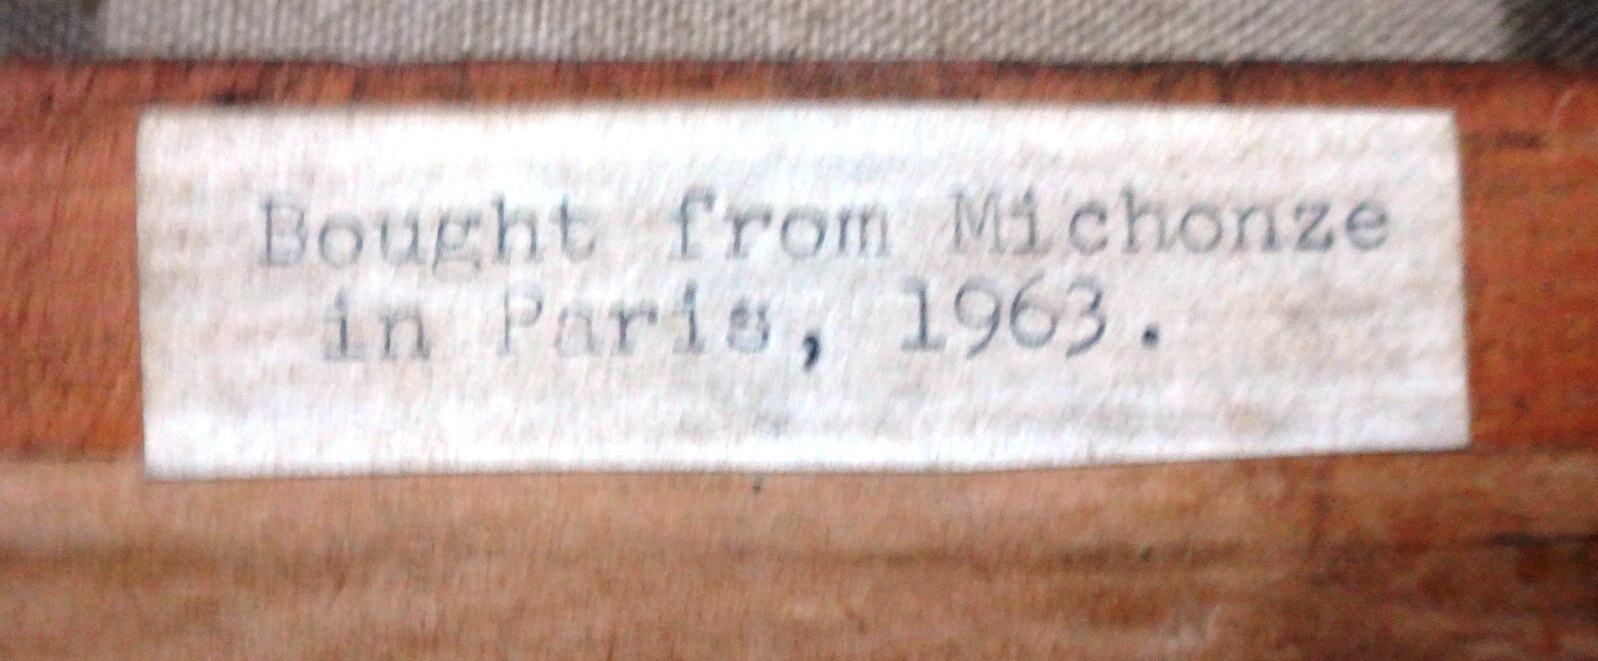 Bought from Michonze
in Paris, 1963.